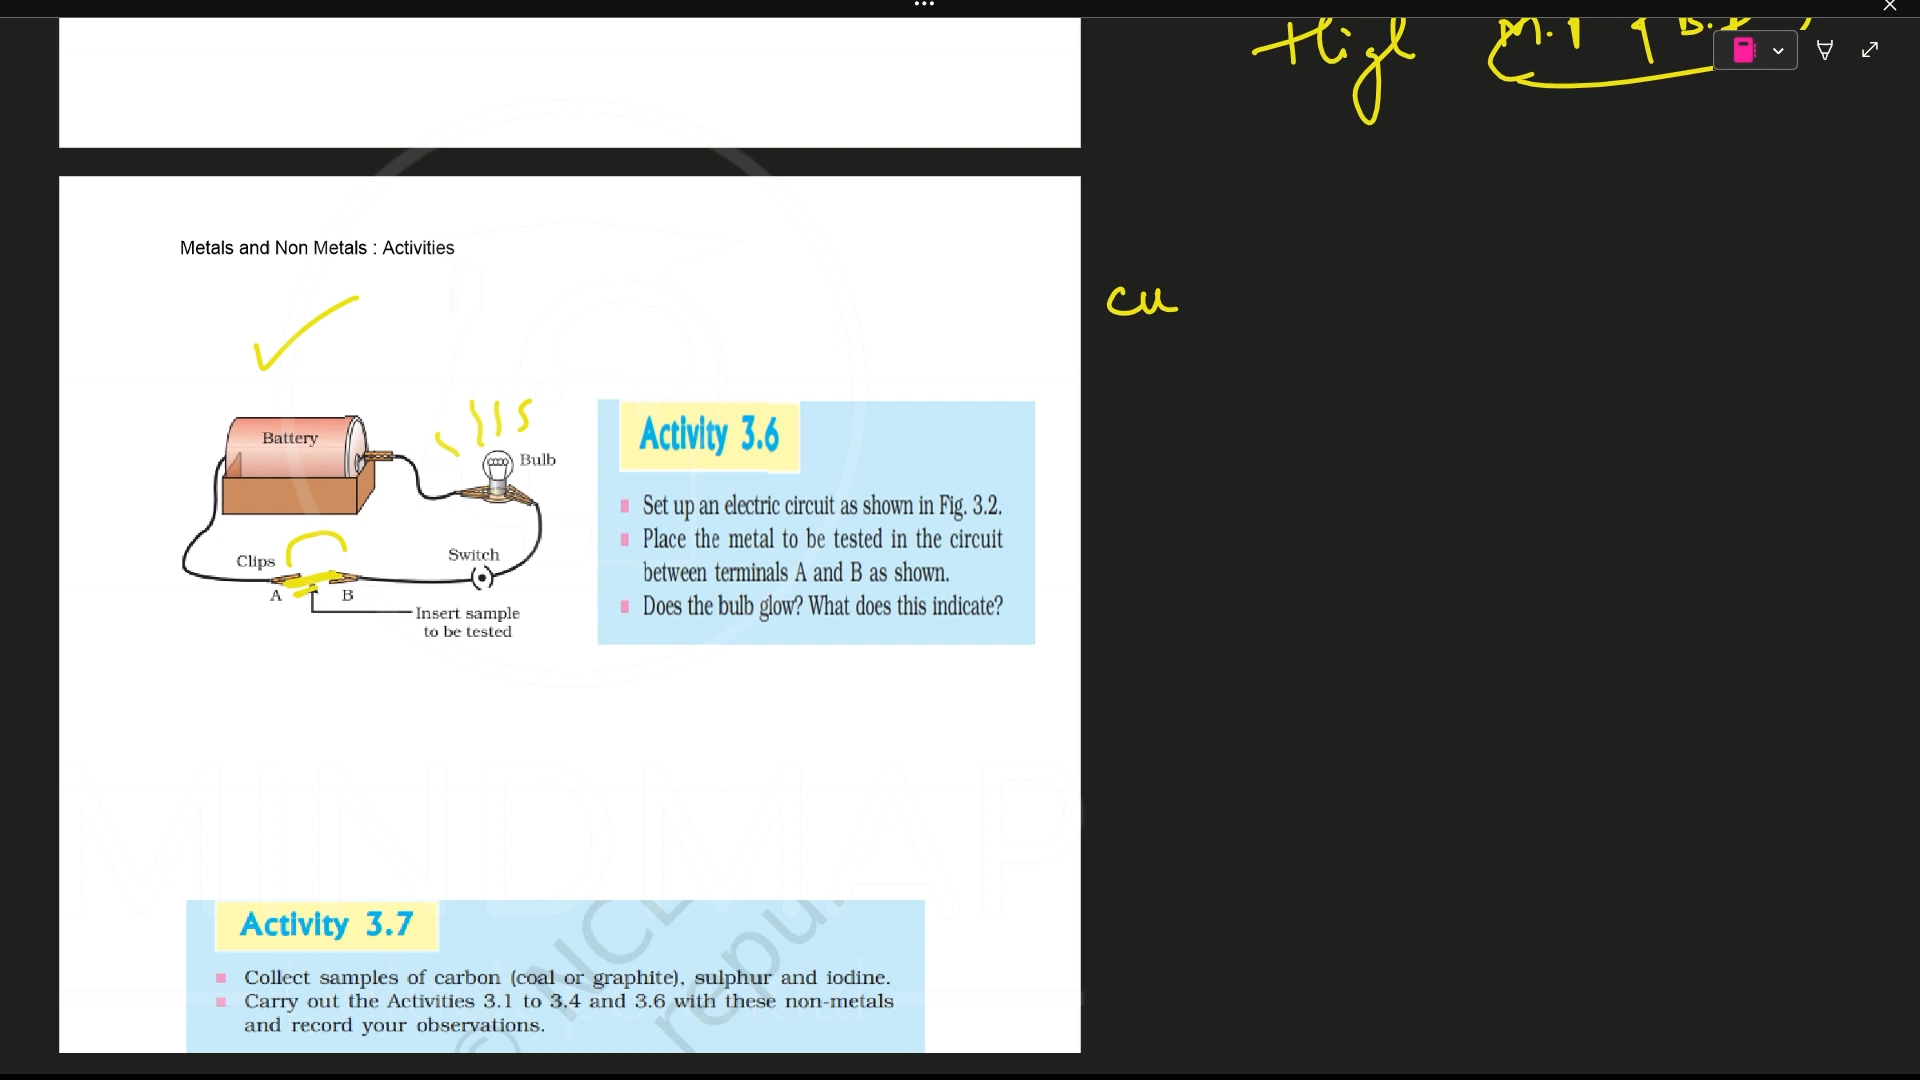 High M.P & B.P
Metals and Non Metals : Activities
cu
Battery
Bulb
Clips
Switch
A
B
Insert sample
to be tested
Activity 3.6
Set up an electric circuit as shown in Fig. 3.2.
Place the metal to be tested in the circuit
between terminals A and B as shown.
Does the bulb glow? What does this indicate?
MINDMAP
Activity 3.7
Collect samples of carbon (coal or graphite), sulphur and iodine.
Carry out the Activities 3.1 to 3.4 and 3.6 with these non-metals
and record your observations.